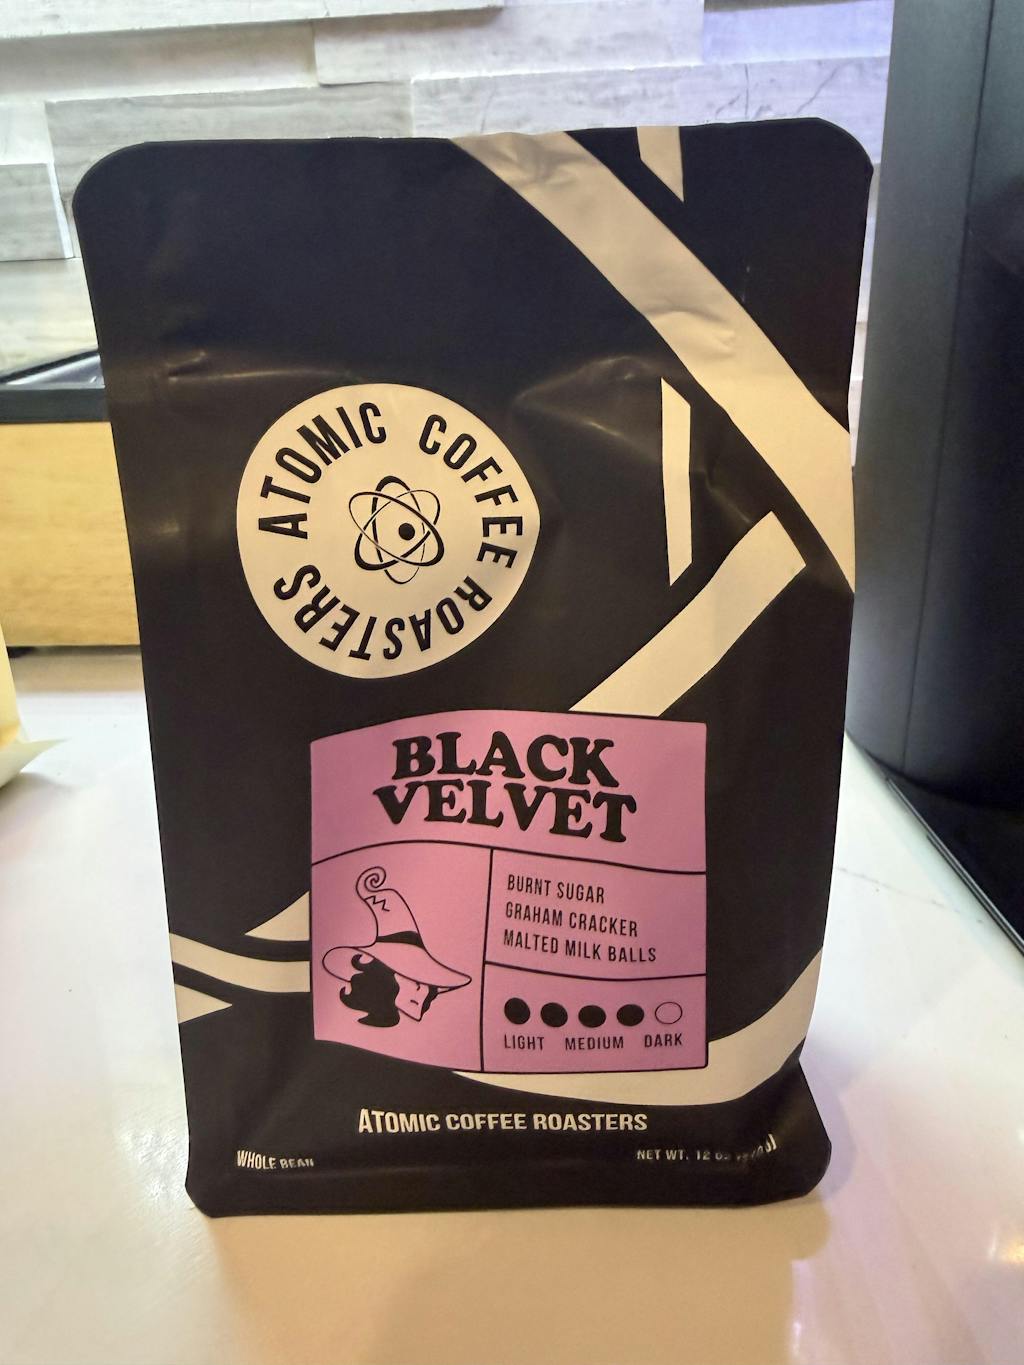 ATOMIC COFFEE ROASTERS
BLACK
VELVET
BURNT SUGAR
GRAHAM CRACKER
MALTED MILK BALLS
LIGHT MEDIUM DARK
ATOMIC COFFEE ROASTERS
WHOLE BEAN
NET WT. 12 OZ